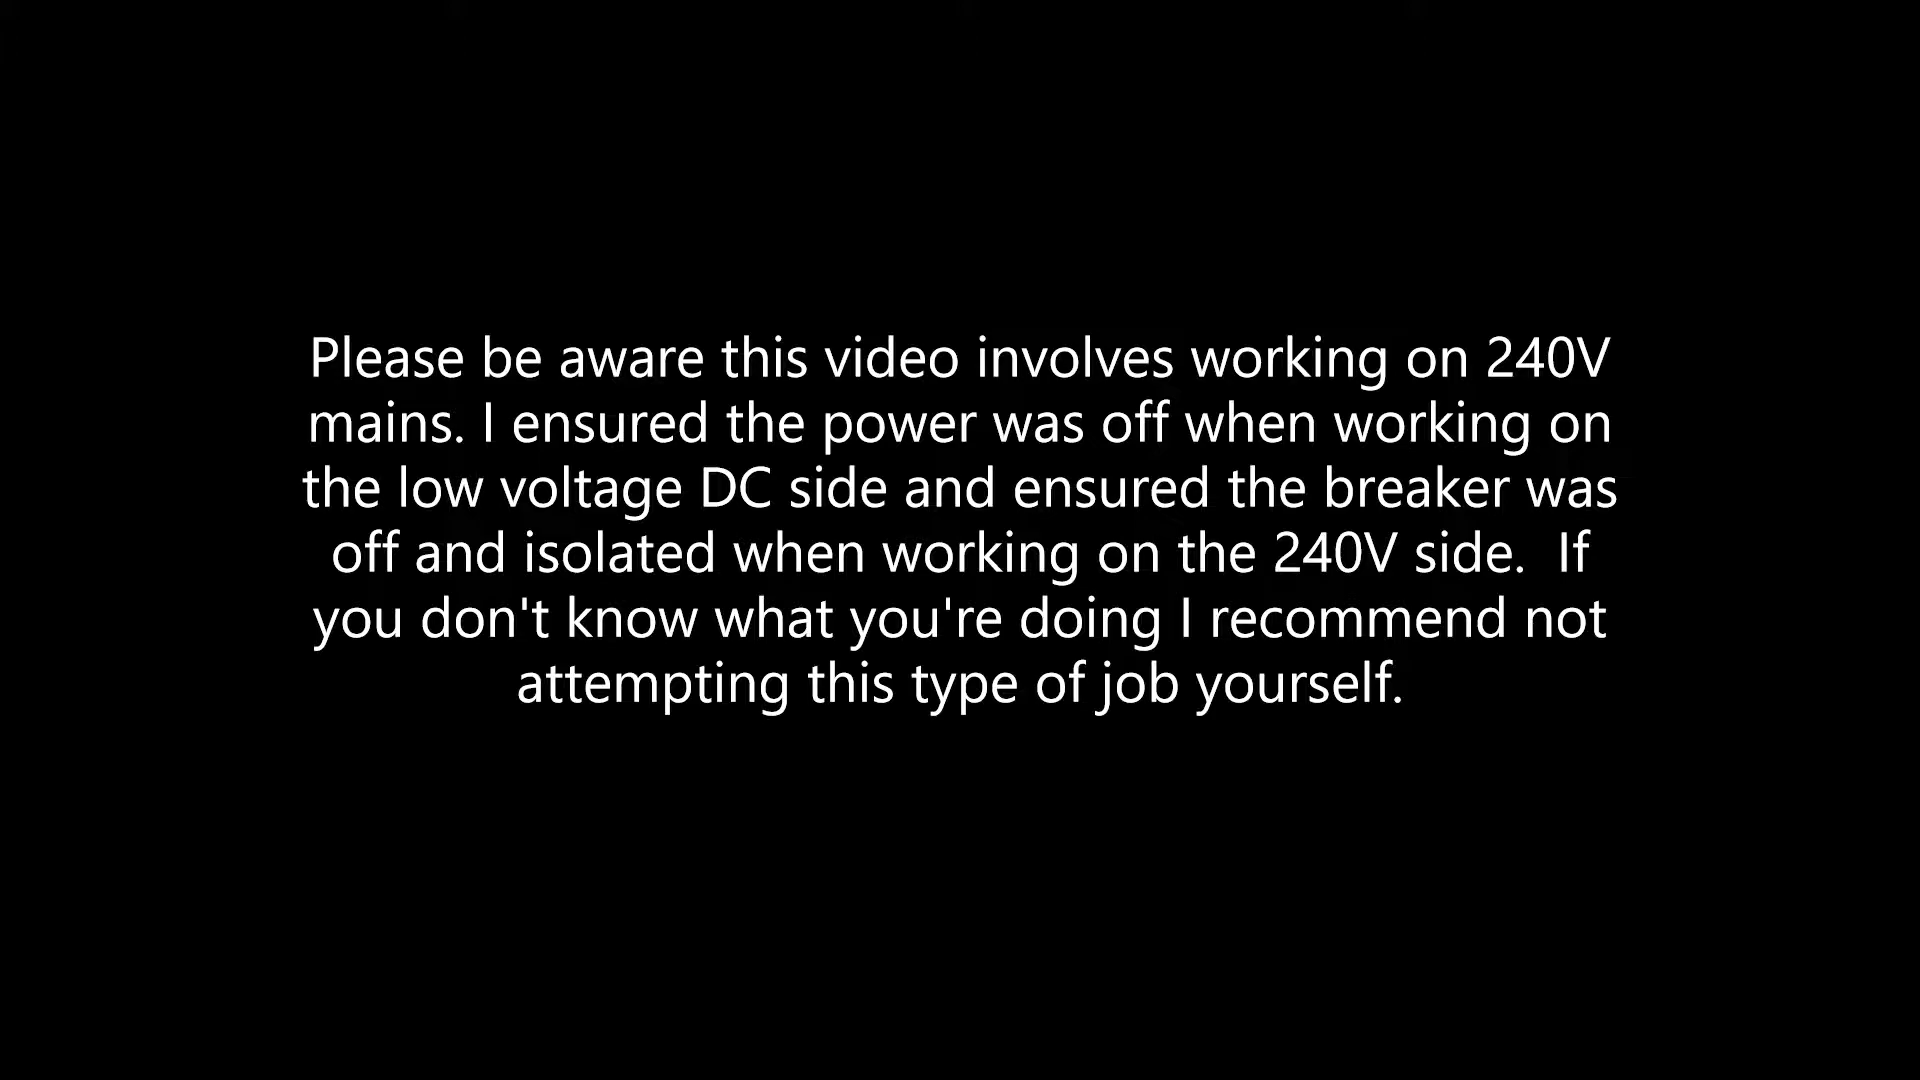 Please be aware this video involves working on 240V
mains. I ensured the power was off when working on
the low voltage DC side and ensured the breaker was
off and isolated when working on the 240V side.  If
you don't know what you're doing I recommend not
attempting this type of job yourself.